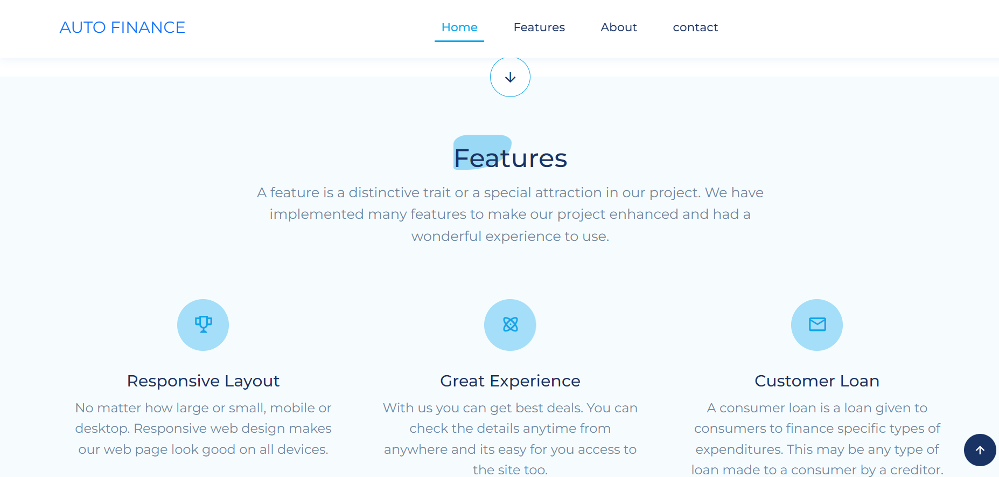 AUTO FINANCE
Home
Features
About
contact
Features
A feature is a distinctive trait or a special attraction in our project. We have
implemented many features to make our project enhanced and had a
wonderful experience to use.
Responsive Layout
No matter how large or small, mobile or
desktop. Responsive web design makes
our web page look good on all devices.
Great Experience
With us you can get best deals. You can
check the details anytime from
anywhere and its easy for you access to
the site too.
Customer Loan
A consumer loan is a loan given to
consumers to finance specific types of
expenditures. This may be any type of
loan made to a consumer by a creditor.